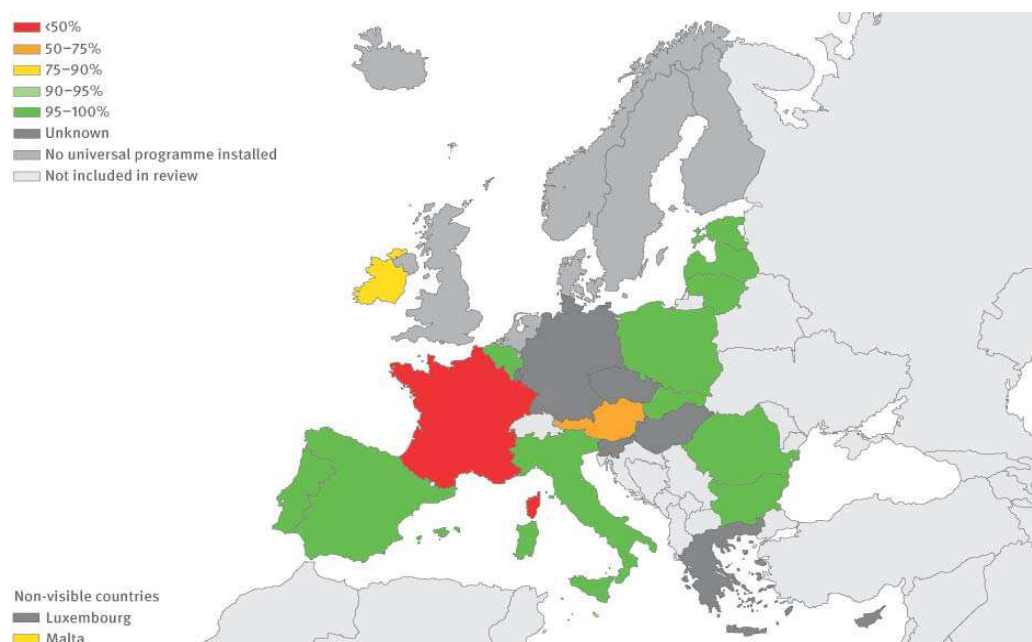 <50%
50–75%
75–90%
90–95%
95–100%
Unknown
No universal programme installed
Not included in review
Non-visible countries
Luxembourg
Malta